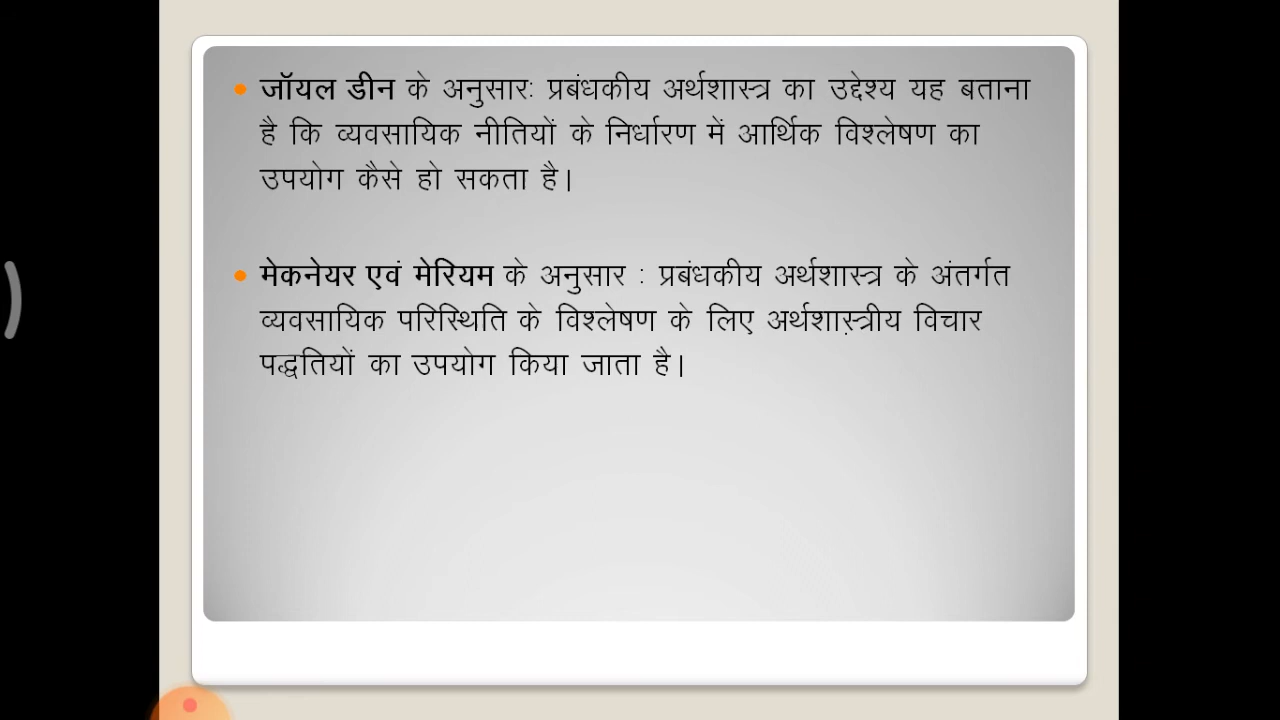 जॉयल डीन के अनुसारः प्रबंधकीय अर्थशास्त्र का उद्देश्य यह बताना
है कि व्यवसायिक नीतियों के निर्धारण में आर्थिक विश्लेषण का
उपयोग कैसे हो सकता है।
मेकनेयर एवं मेरियम के अनुसार : प्रबंधकीय अर्थशास्त्र के अंतर्गत
व्यवसायिक परिस्थिति के विश्लेषण के लिए अर्थशास़्त्रीय विचार
पद्धतियों का उपयोग किया जाता है।